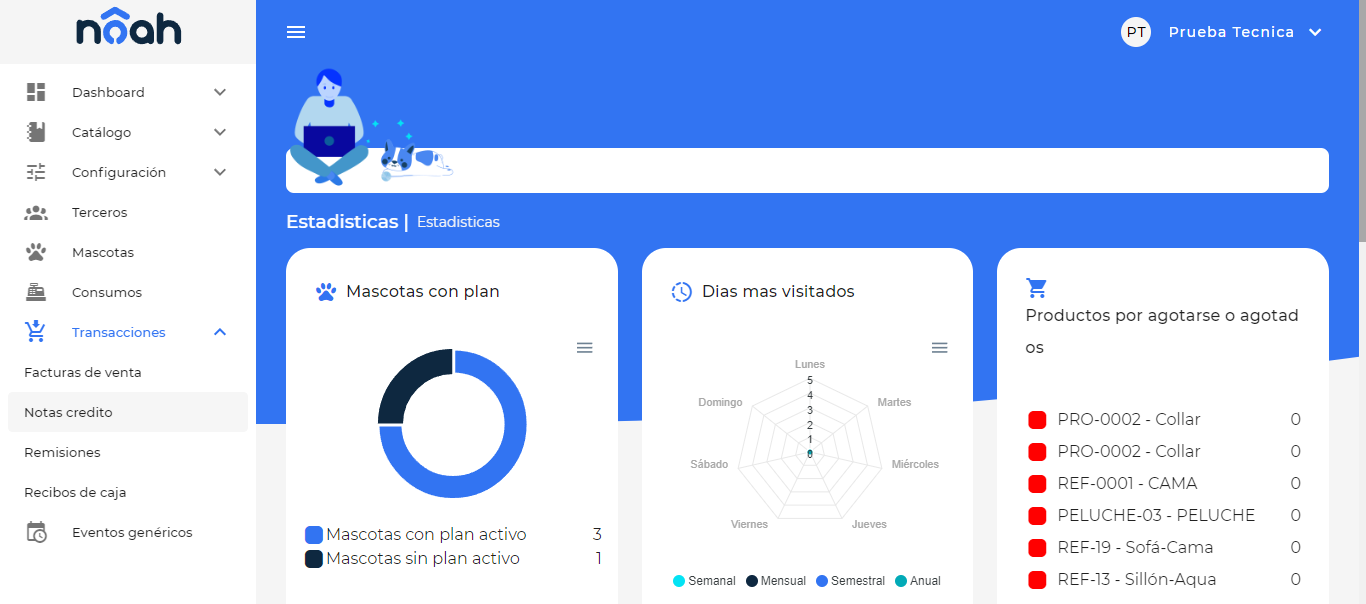 nôah
Dashboard
Catálogo
Configuración
Terceros
Mascotas
Consumos
Transacciones
Facturas de venta
Notas credito
Remisiones
Recibos de caja
Eventos genéricos
PT Prueba Tecnica
Estadisticas | Estadisticas
Mascotas con plan
Mascotas con plan activo 3
Mascotas sin plan activo 1
Dias mas visitados
Lunes
5
4
3
2
1
0
Martes
Miércoles
Jueves
Viernes
Sábado
Domingo
Semanal Mensual Semestral Anual
Productos por agotarse o agotad
os
PRO-0002 - Collar 0
PRO-0002 - Collar 0
REF-0001 - CAMA 0
PELUCHE-03 - PELUCHE 0
REF-19 - Sofá-Cama 0
REF-13 - Sillón-Aqua 0